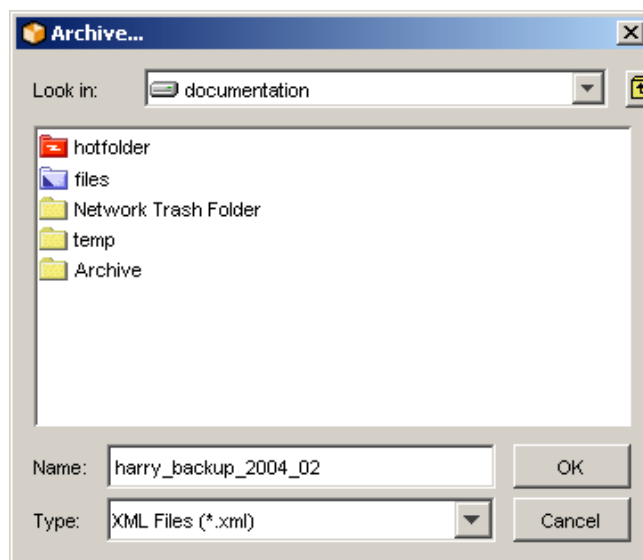 Archive...
Look in: documentation
hotfolder
files
Network Trash Folder
temp
Archive
Name: harry_backup_2004_02 OK
Type: XML Files (*.xml) Cancel